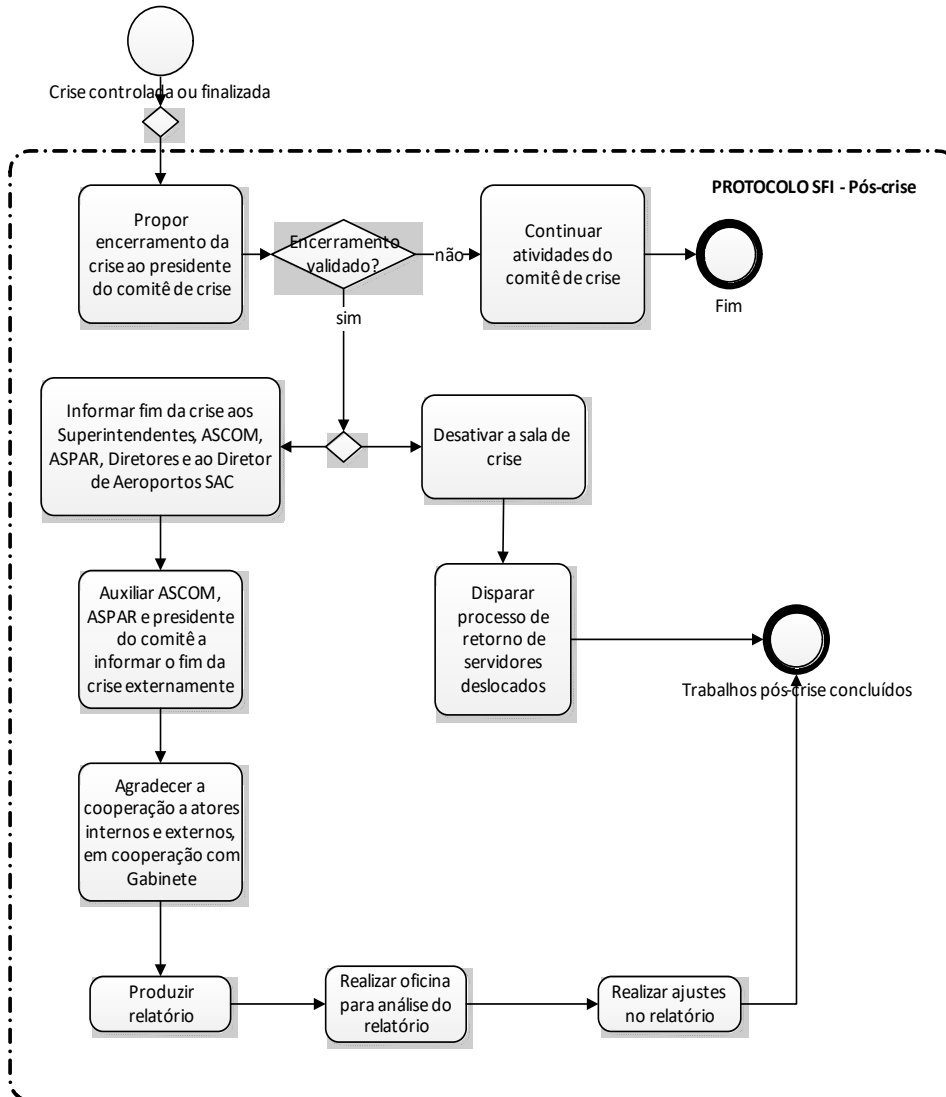 Crise controlada ou finalizada
PROTOCOLO SFI - Pós-crise
Propor
encerramento da
crise ao presidente
do comitê de crise
Encerramento
validado?
não
Continuar
atividades do
comitê de crise
Fim
sim
Informar fim da crise aos
Superintendentes, ASCOM,
ASPAR, Diretores e ao Diretor
de Aeroportos SAC
Desativar a sala de
crise
Auxiliar ASCOM,
ASPAR e presidente
do comitê a
informar o fim da
crise externamente
Disparar
processo de
retorno de
servidores
deslocados
Trabalhos pós-crise concluídos
Agradecer a
cooperação a atores
internos e externos,
em cooperação com
Gabinete
Produzir
relatório
Realizar oficina
para análise do
relatório
Realizar ajustes
no relatório